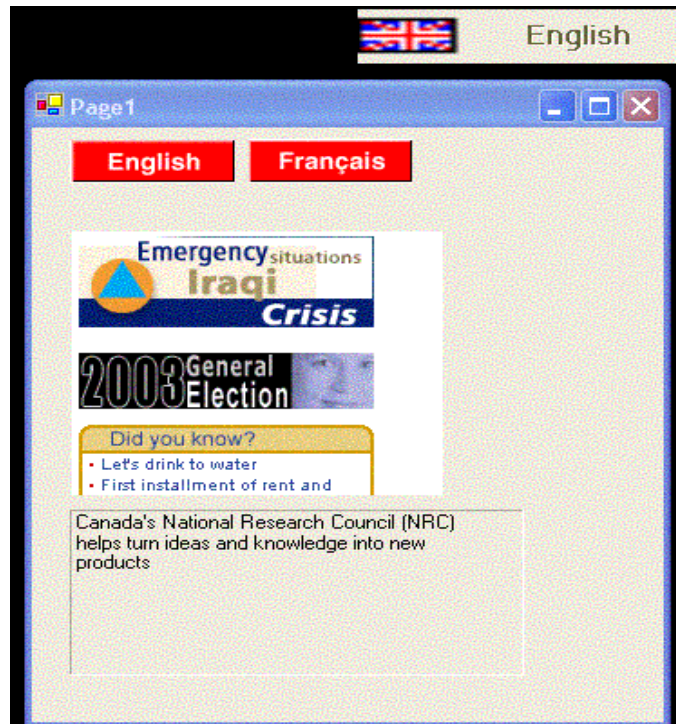 English
Page1
English Français
Emergency situations
Iraqi
Crisis
2003 General
Election
Did you know?
• Let's drink to water
• First installment of rent and
Canada's National Research Council (NRC)
helps turn ideas and knowledge into new
products